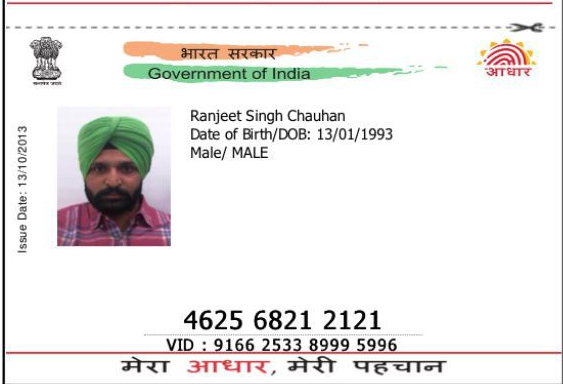 भारत सरकार
Government of India
आधार
Issue Date: 13/10/2013
Ranjeet Singh Chauhan
Date of Birth/DOB: 13/01/1993
Male/ MALE
4625 6821 2121
VID : 9166 2533 8999 5996
मेरा आधार, मेरी पहचान